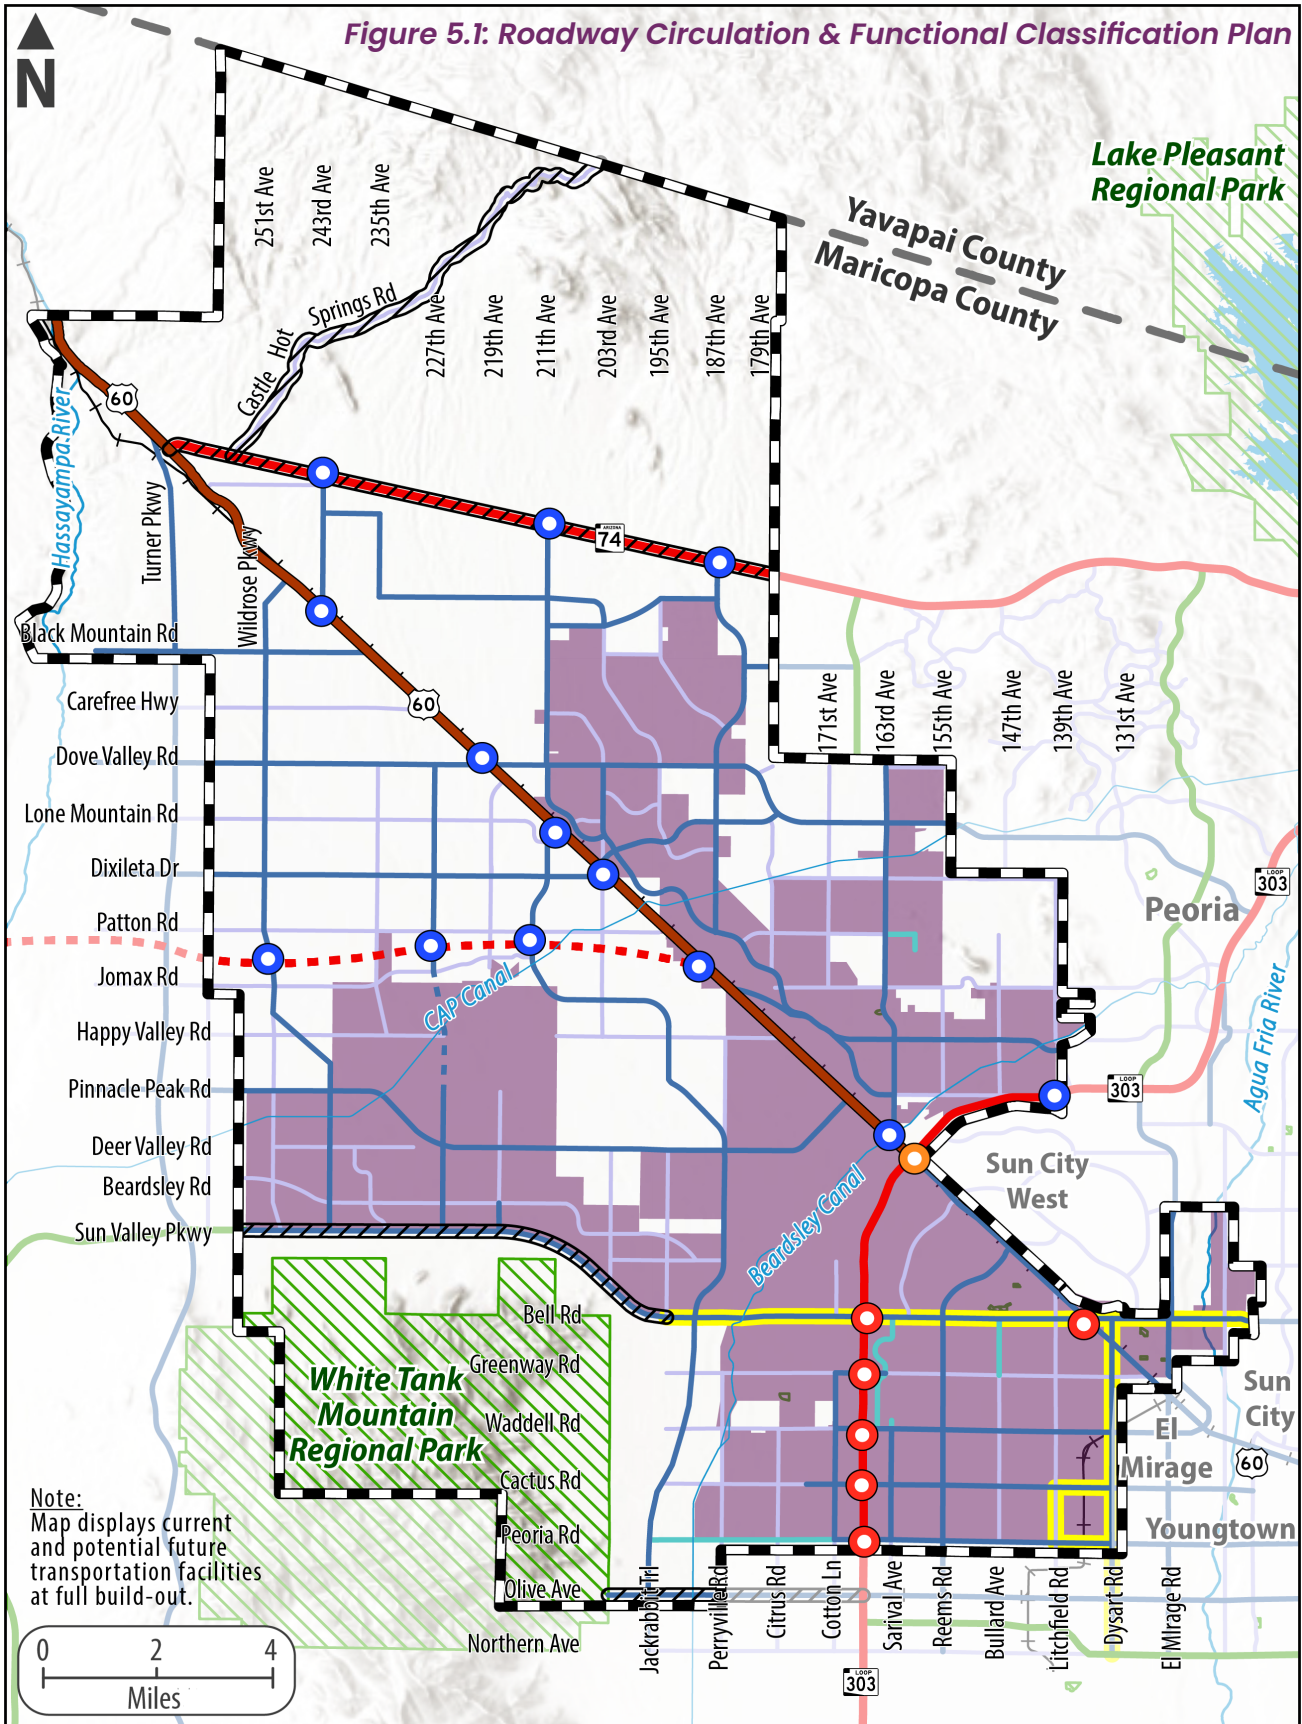 Figure 5.1: Roadway Circulation & Functional Classification Plan
N
Lake Pleasant
Regional Park
Yavapai County
Maricopa County
251st Ave
243rd Ave
235th Ave
Castle Hot Springs Rd
227th Ave
219th Ave
211th Ave
203rd Ave
195th Ave
187th Ave
179th Ave
60
Hassayampa River
Turner Pkwy
Wildrose Pkwy
ARIZONA
74
Black Mountain Rd
Carefree Hwy
60
Dove Valley Rd
Lone Mountain Rd
Dixileta Dr
Patton Rd
Jomax Rd
Happy Valley Rd
Pinnacle Peak Rd
Deer Valley Rd
Beardsley Rd
Sun Valley Pkwy
171st Ave
163rd Ave
155th Ave
147th Ave
139th Ave
131st Ave
LOOP
303
Peoria
CAP Canal
Agua Fria River
LOOP
303
Sun City
West
Beardsley Canal
Bell Rd
Greenway Rd
Waddell Rd
Cactus Rd
Peoria Rd
Olive Ave
Northern Ave
White Tank
Mountain
Regional Park
Sun
City
El
Mirage
60
Youngtown
Note:
Map displays current
and potential future
transportation facilities
at full build-out.
Jackrabbit Trl
Perryville Rd
Citrus Rd
Cotton Ln
Sarival Ave
Reems Rd
Bullard Ave
Litchfield Rd
Dysart Rd
El Mirage Rd
LOOP
303
0 2 4
Miles